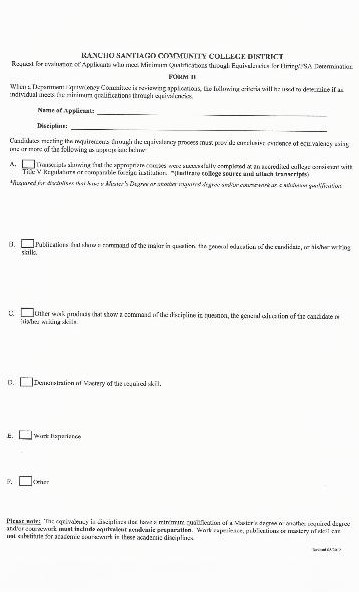 RANCHO SANTIAGO COMMUNITY COLLEGE DISTRICT
Request for evaluation of Applicants who meet Minimum Qualifications through Equivalencies for Hiring/FSA Determination
FORM II
When a Department Equivalency Committee is reviewing applications, the following criteria will be used to determine if an
individual meets the minimum qualifications through equivalencies.
Name of Applicant:
Discipline:
Candidates meeting the requirements through the equivalency process must provide conclusive evidence of equivalency using
one or more of the following as appropriate below
A. Transcripts showing that the appropriate courses were successfully completed at an accredited college consistent with
Title V Regulations or comparable foreign institution. *(Indicate college source and attach transcripts)
*Required for disciplines that have a Master's Degree or another required degree and/or coursework as a minimum qualification
B. Publications that show a command of the major in question, the general education of the candidate, or his/her writing
skills.
C. Other work products that show a command of the discipline in question, the general education of the candidate or
his/her writing skills.
D. Demonstration of Mastery of the required skill.
E. Work Experience
F. Other
Please note: The equivalency in disciplines that have a minimum qualification of a Master's degree or another required degree
and/or coursework must include equivalent academic preparation. Work experience, publications or mastery of skill can
not substitute for academic coursework in these academic disciplines.
Revised